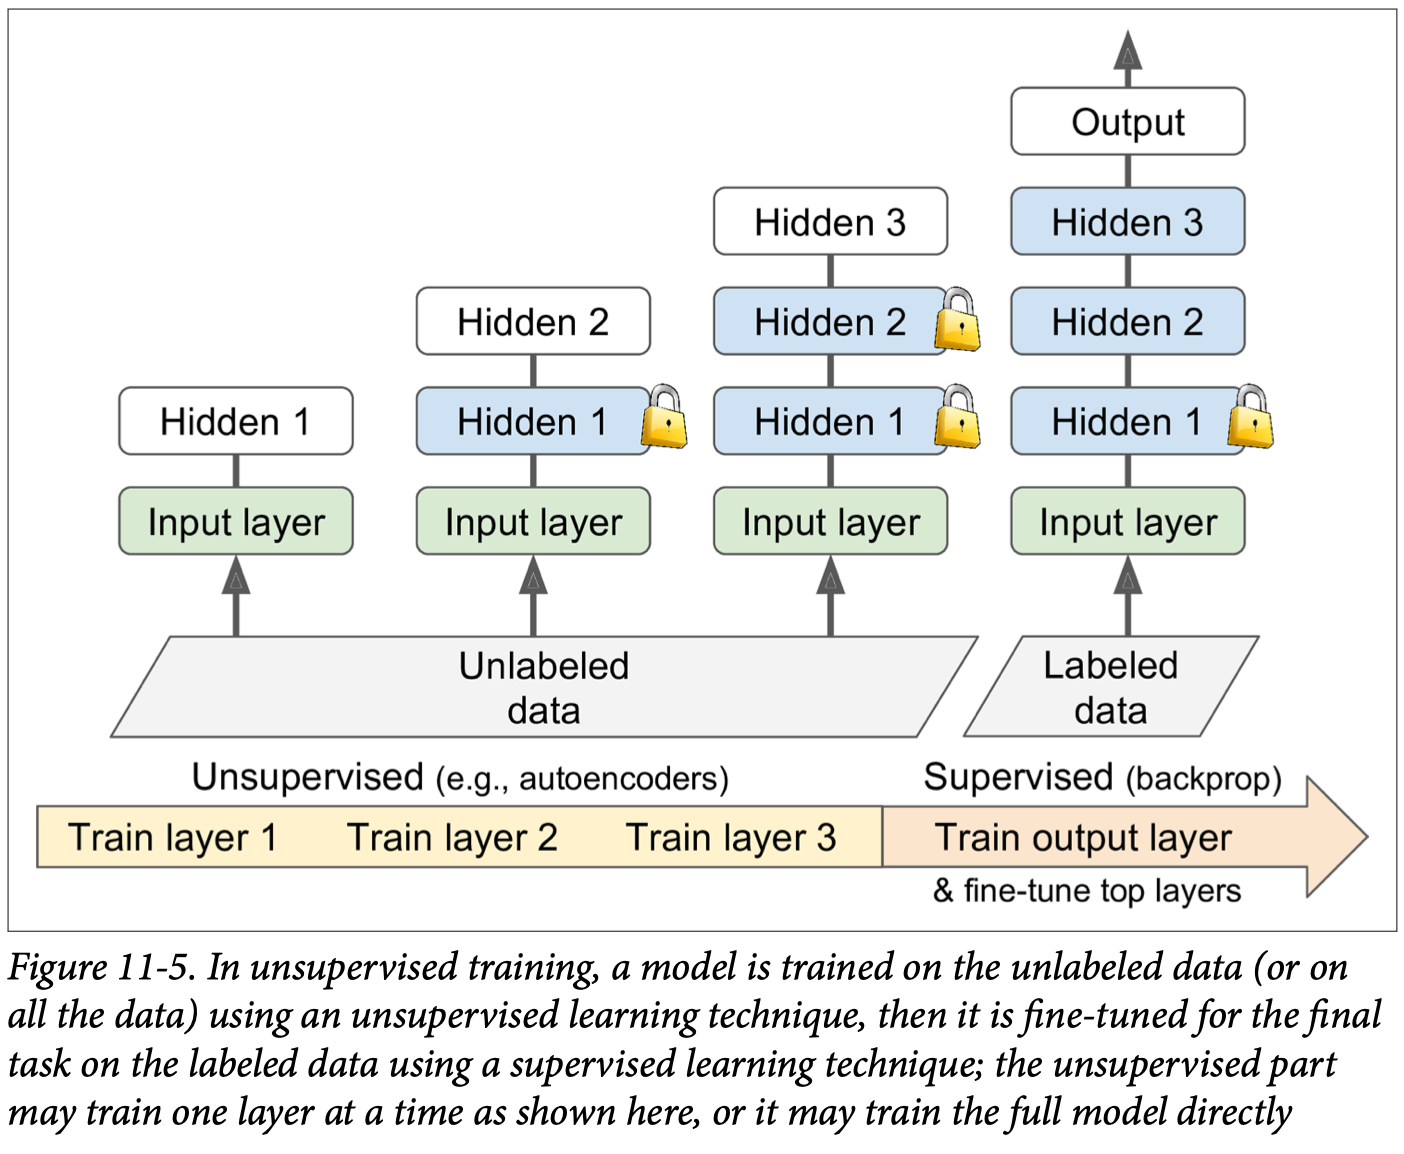 Output
Hidden 3
Hidden 3
Hidden 2
Hidden 2
Hidden 2
Hidden 1
Hidden 1
Hidden 1
Hidden 1
Input layer
Input layer
Input layer
Input layer
Unlabeled
data
Labeled
data
Unsupervised (e.g., autoencoders)
Supervised (backprop)
Train layer 1
Train layer 2
Train layer 3
Train output layer
& fine-tune top layers
Figure 11-5. In unsupervised training, a model is trained on the unlabeled data (or on
all the data) using an unsupervised learning technique, then it is fine-tuned for the final
task on the labeled data using a supervised learning technique; the unsupervised part
may train one layer at a time as shown here, or it may train the full model directly